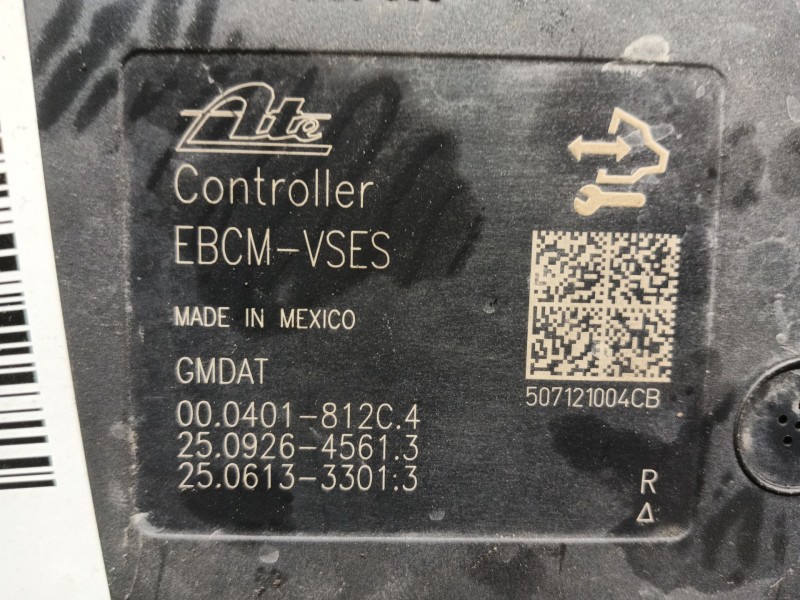 Ate
Controller
EBCM-VSES
MADE IN MEXICO
GMDAT
00.0401-812C.4
25.0926-4561.3
25.0613-3301.3
507121004CB
R